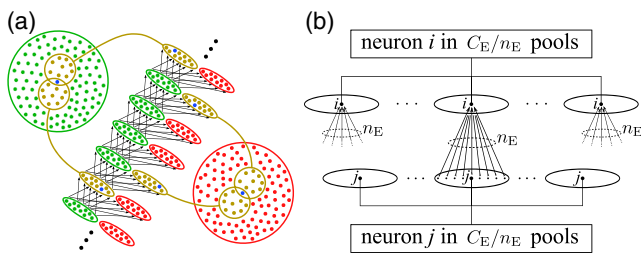 (a)
(b)
neuron i in C_E/n_E pools
i · · · i · · · i
n_E n_E n_E
j · · · j · · · j
neuron j in C_E/n_E pools